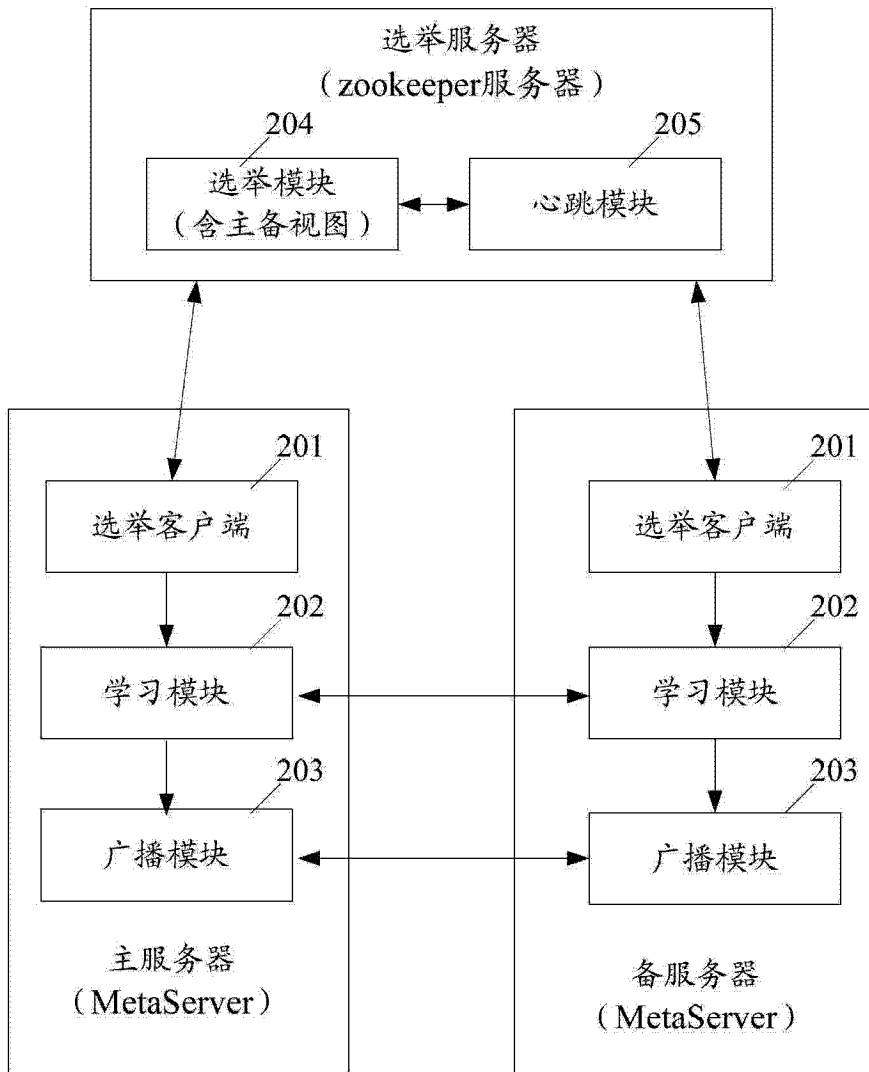 选举服务器
（zookeeper服务器）
204
205
选举模块
（含主备视图）
心跳模块
201
选举客户端
202
学习模块
203
广播模块
主服务器
（MetaServer）
201
选举客户端
202
学习模块
203
广播模块
备服务器
（MetaServer）